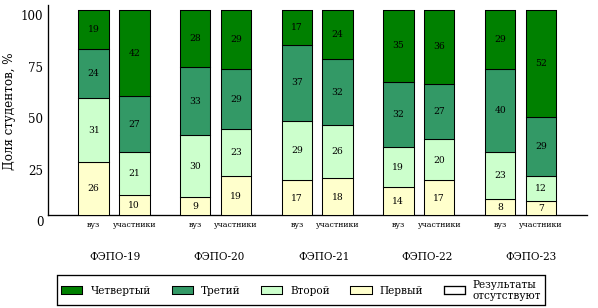 100
75
50
25
0
Доля студентов, %
19 42 28 29 17 24 35 36 29 52
24 27 33 29 37 32 32 27 40 29
31 21 30 23 29 26 19 20 23 12
26 10 9 19 17 18 14 17 8 7
вуз участники вуз участники вуз участники вуз участники вуз участники
ФЭПО-19 ФЭПО-20 ФЭПО-21 ФЭПО-22 ФЭПО-23
Четвертый Третий Второй Первый Результаты
отсутствуют